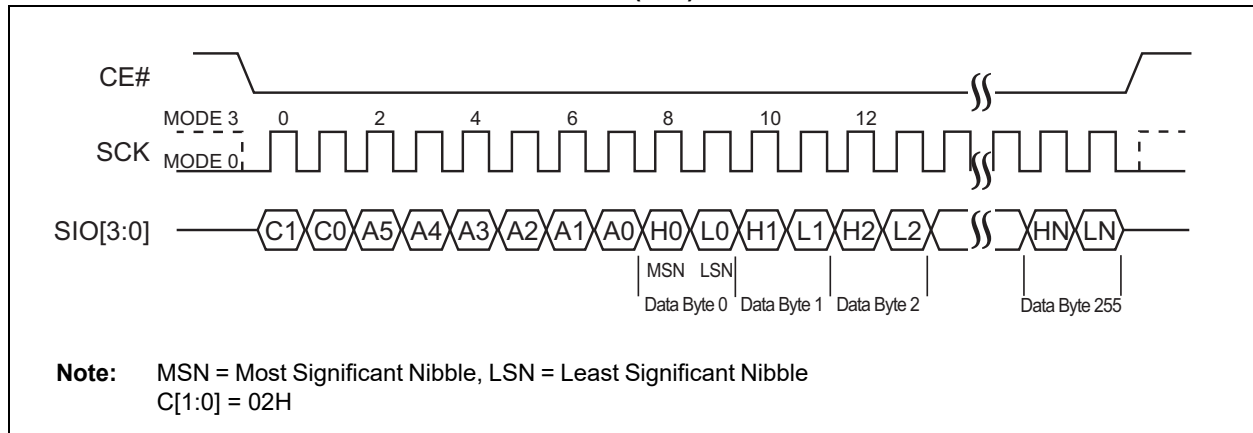 CE#
MODE 3 0 2 4 6 8 10 12
SCK
MODE 0
SIO[3:0] C1 C0 A5 A4 A3 A2 A1 A0 H0 L0 H1 L1 H2 L2 HN LN
MSN LSN
Data Byte 0 Data Byte 1 Data Byte 2 Data Byte 255
Note: MSN = Most Significant Nibble, LSN = Least Significant Nibble
C[1:0] = 02H